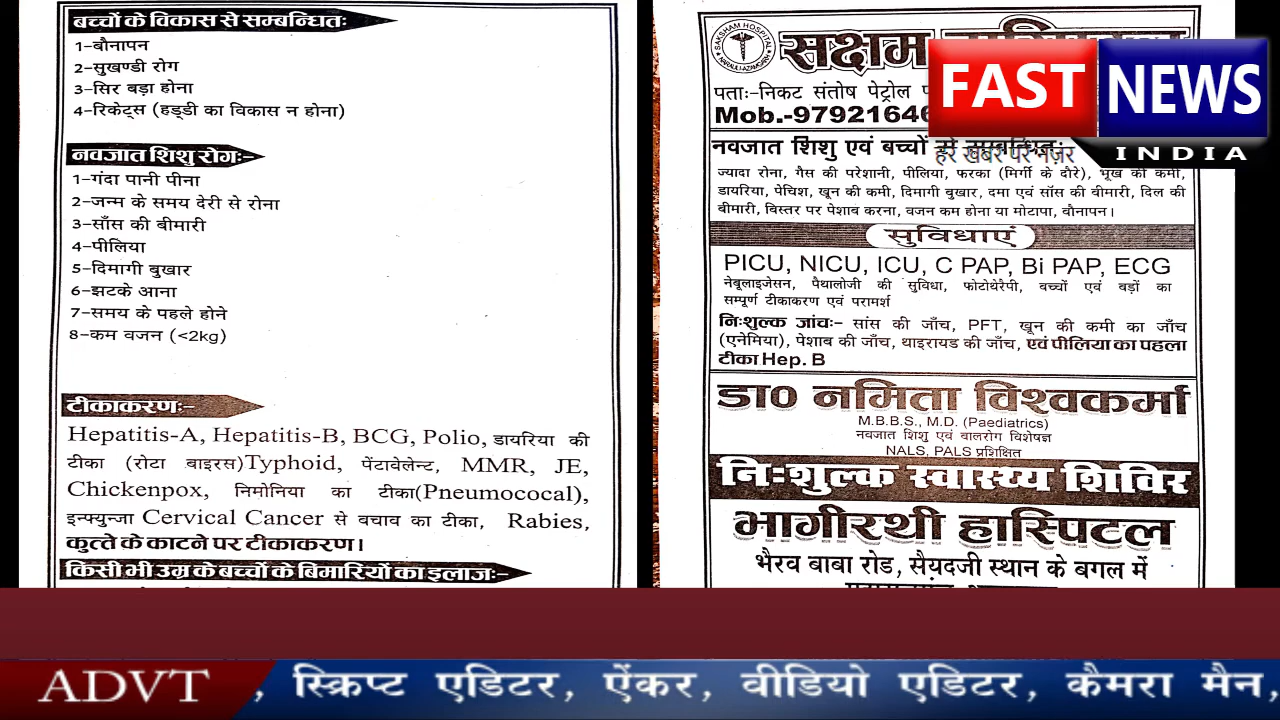 बच्चों के विकास से सम्बन्धितः
1-बौनापन
2-सुखण्डी रोग
3-सिर बड़ा होना
4-रिकेट्स (हड्डी का विकास न होना)
नवजात शिशु रोगः-
1-गंदा पानी पीना
2-जन्म के समय देरी से रोना
3-साँस की बीमारी
4-पीलिया
5-दिमागी बुखार
6-झटके आना
7-समय के पहले होने
8-कम वजन (<2kg)
टीकाकरणः-
Hepatitis-A, Hepatitis-B, BCG, Polio, डायरिया की
टीका (रोटा बाइरस)Typhoid, पेंटावेलेन्ट, MMR, JE,
Chickenpox, निमोनिया का टीका(Pneumococal),
इन्फ्युन्जा Cervical Cancer से बचाव का टीका, Rabies,
कुत्ते के काटने पर टीकाकरण।
किसी भी उम्र के बच्चों के बिमारियों का इलाजः-
SAKSHAM HOSPITAL
सक्षम
पताः-निकट संतोष पेट्रोल
Mob.-9792164
नवजात शिशु एवं बच्चों से सम्बन्धितः-
ज्यादा रोना, गैस की परेशानी, पीलिया, फरका (मिर्गी के दौरे), भूख की कमी,
डायरिया, पेचिश, खून की कमी, दिमागी बुखार, दमा एवं साँस की बीमारी, दिल की
बीमारी, बिस्तर पर पेशाब करना, वजन कम होना या मोटापा, बौनापन।
सुविधाएं
PICU, NICU, ICU, C PAP, Bi PAP, ECG
नेबूलाइजेसन, पैथालोजी की सुविधा, फोटोथेरैपी, बच्चों एवं बड़ों का
सम्पूर्ण टीकाकरण एवं परामर्श
निःशुल्क जांचः- सांस की जाँच, PFT, खून की कमी का जाँच
(एनेमिया), पेशाब की जाँच, थाइरायड की जाँच, एवं पीलिया का पहला
टीका Hep. B
डा0 नमिता विश्वकर्मा
M.B.B.S., M.D. (Paediatrics)
नवजात शिशु एवं बालरोग विशेषज्ञ
NALS, PALS प्रशिक्षित
निःशुल्क स्वास्थ्य शिविर
भागीरथी हास्पिटल
भैरव बाबा रोड, सैयदजी स्थान के बगल में
FAST NEWS
हर खबर पर नज़र
INDIA
ADVT , स्क्रिप्ट एडिटर, ऐंकर, वीडियो एडिटर, कैमरा मैन,